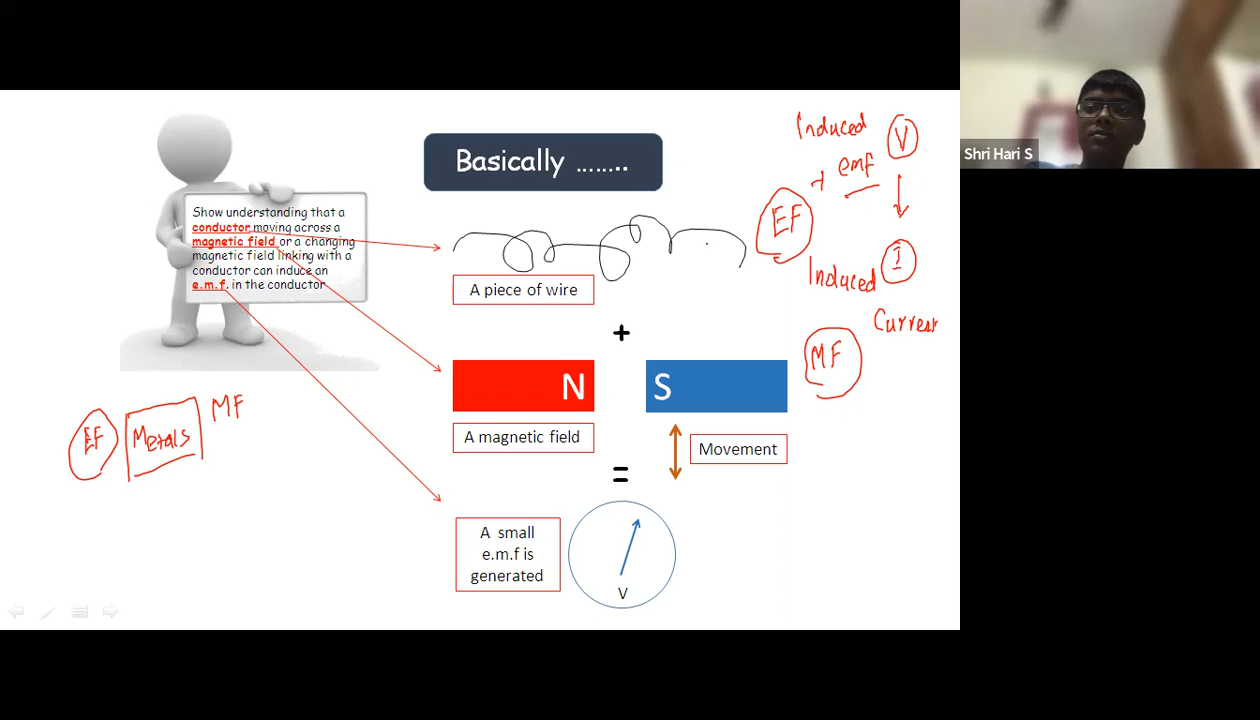 Basically ........
Show understanding that a
conductor moving across a
magnetic field or a changing
magnetic field linking with a
conductor can induce an
e.m.f. in the conductor
A piece of wire
+
N
S
A magnetic field
Movement
=
A small
e.m.f is
generated
V
Induced V
emf
EF
Induced I
Current
MF
EF Metals MF
Shri Hari S